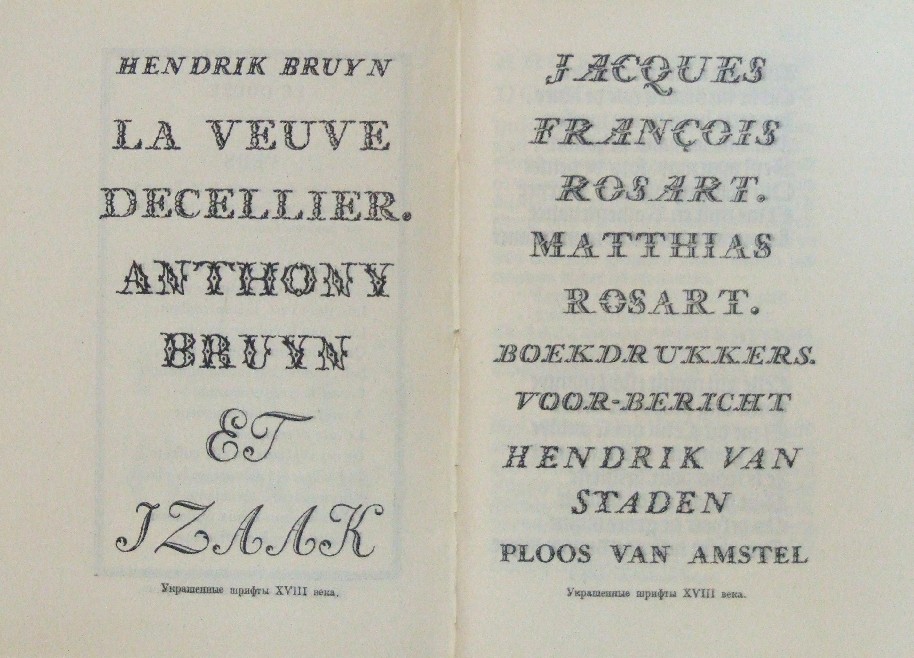 HENDRIK BRUYN
LA VEUVE
DECELLIER.
ANTHONY
BRUYN
ET
IZAAK
Украшенные шрифты XVIII века.
JACQUES
FRANÇOIS
ROSART.
MATTHIAS
ROSART.
BOEKDRUKKERS.
VOOR-BERICHT
HENDRIK VAN
STADEN
PLOOS VAN AMSTEL
Украшенные шрифты XVIII века.